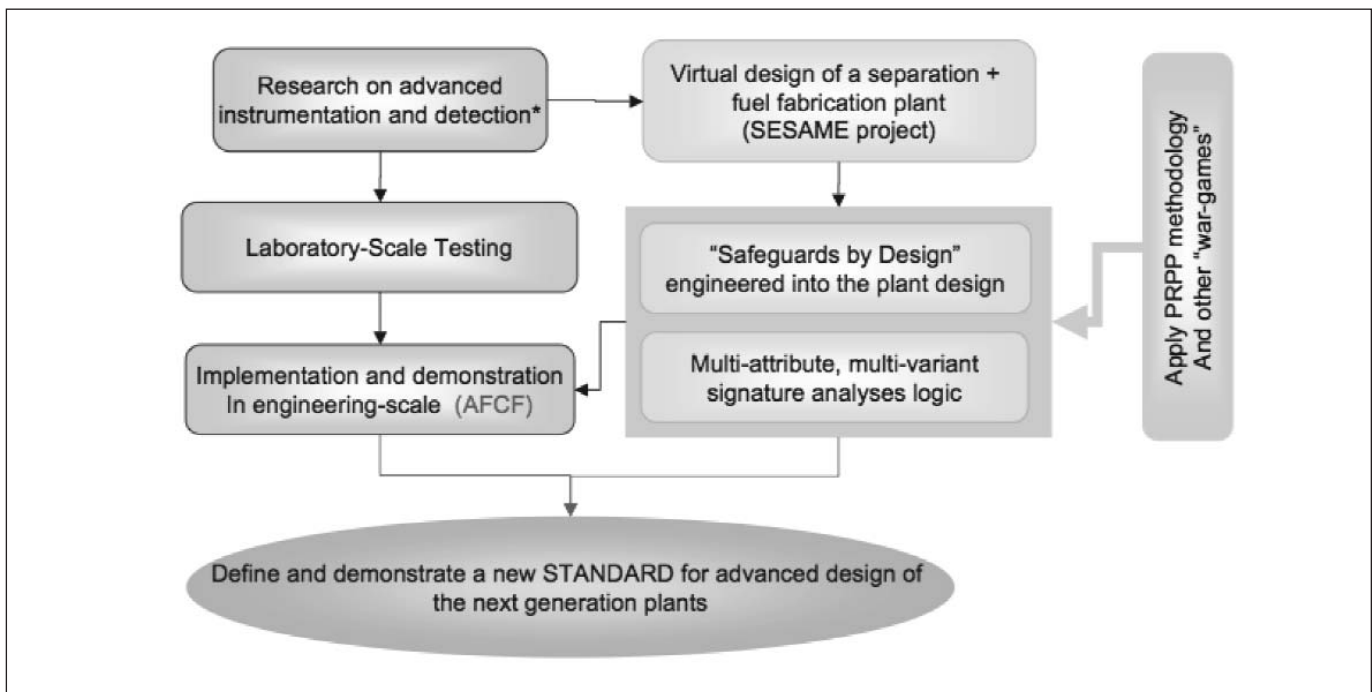 Research on advanced
instrumentation and detection*
Virtual design of a separation +
fuel fabrication plant
(SESAME project)
Laboratory-Scale Testing
"Safeguards by Design"
engineered into the plant design
Implementation and demonstration
In engineering-scale (AFCF)
Multi-attribute, multi-variant
signature analyses logic
Apply PRPP methodology
And other "war-games"
Define and demonstrate a new STANDARD for advanced design of
the next generation plants